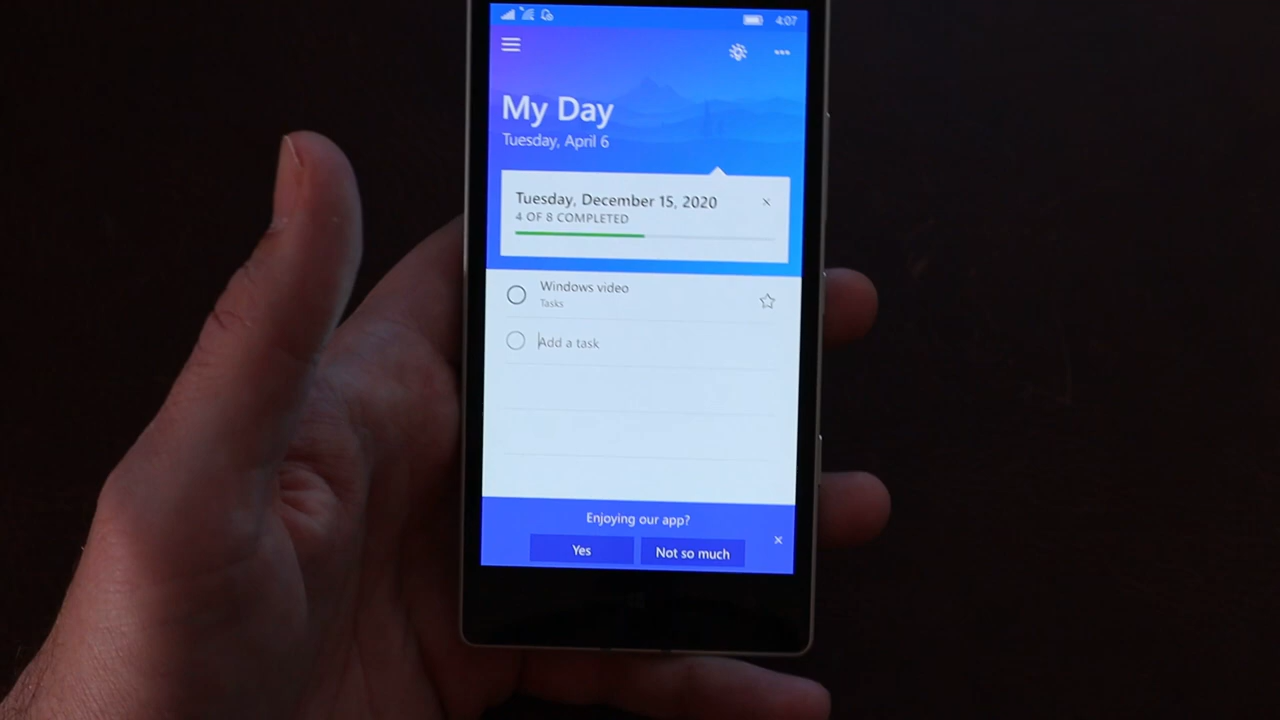 4:07
My Day
Tuesday, April 6
Tuesday, December 15, 2020
4 OF 8 COMPLETED
Windows video
Tasks
Add a task
Enjoying our app?
Yes
Not so much